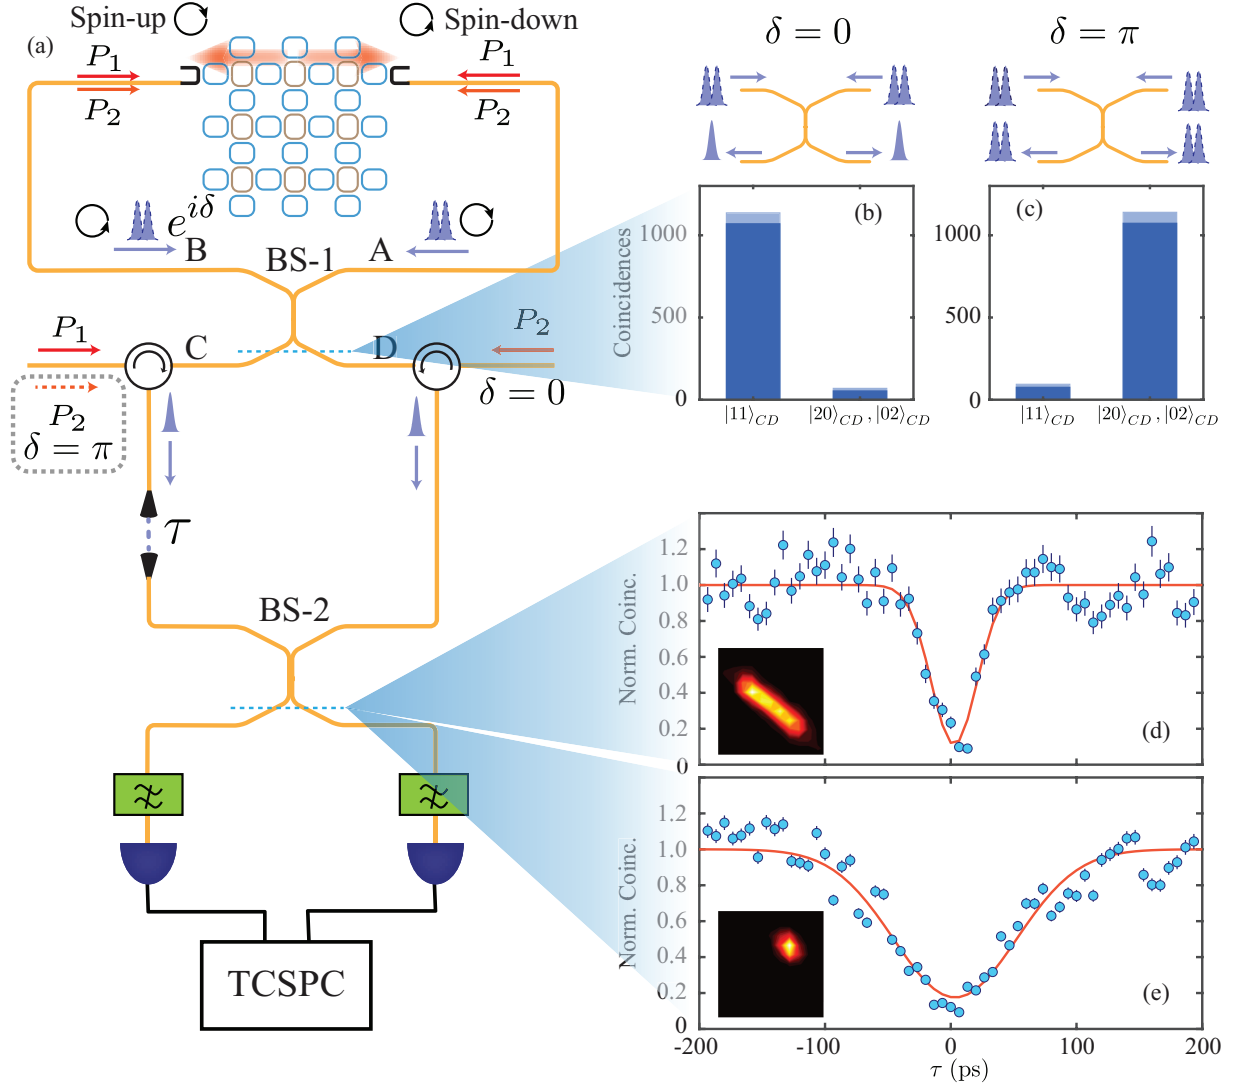 (a)
Spin-up
Spin-down
P₁
P₂
P₁
P₂
e^{iδ}
B
A
BS-1
P₁
C
D
P₂
δ = 0
P₂
δ = π
τ
BS-2
TCSPC
δ = 0
δ = π
(b)
Coincidences
1000
500
0
|11⟩_{CD}
|20⟩_{CD}, |02⟩_{CD}
(c)
1000
500
0
|11⟩_{CD}
|20⟩_{CD}, |02⟩_{CD}
Norm. Coinc.
1.2
1.0
0.8
0.6
0.4
0.2
0
(d)
Norm. Coinc.
1.2
1.0
0.8
0.6
0.4
0.2
0
(e)
-200
-100
0
100
200
τ (ps)